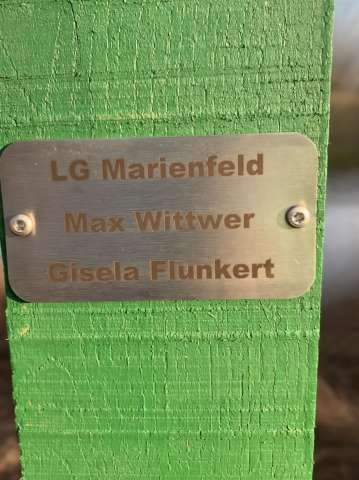 LG Marienfeld
Max Wittwer
Gisela Flunkert